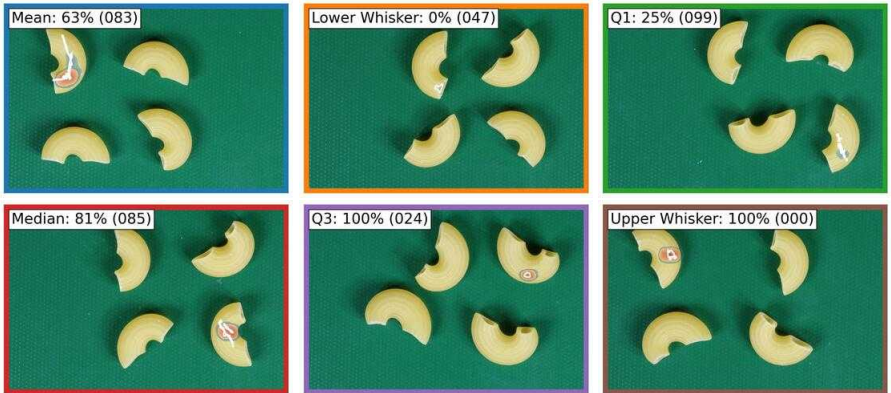 Mean: 63% (083)
Lower Whisker: 0% (047)
Q1: 25% (099)
Median: 81% (085)
Q3: 100% (024)
Upper Whisker: 100% (000)